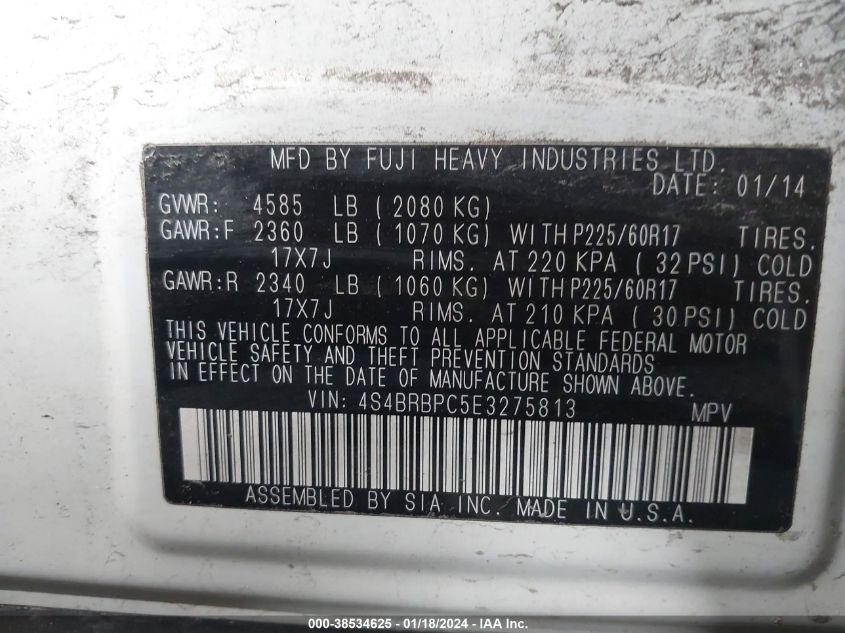 MFD BY FUJI HEAVY INDUSTRIES LTD.
DATE: 01/14
GVWR: 4585 LB ( 2080 KG)
GAWR:F 2360 LB ( 1070 KG) WITH P225/60R17 TIRES.
17X7J RIMS. AT 220 KPA ( 32 PSI) COLD
GAWR:R 2340 LB ( 1060 KG) WITH P225/60R17 TIRES.
17X7J RIMS. AT 210 KPA ( 30 PSI) COLD
THIS VEHICLE CONFORMS TO ALL APPLICABLE FEDERAL MOTOR
VEHICLE SAFETY AND THEFT PREVENTION STANDARDS
IN EFFECT ON THE DATE OF MANUFACTURE SHOWN ABOVE.
VIN: 4S4BRBPC5E3275813 MPV
ASSEMBLED BY SIA INC. MADE IN U.S.A.
000-38534625 - 01/18/2024 - IAA Inc.